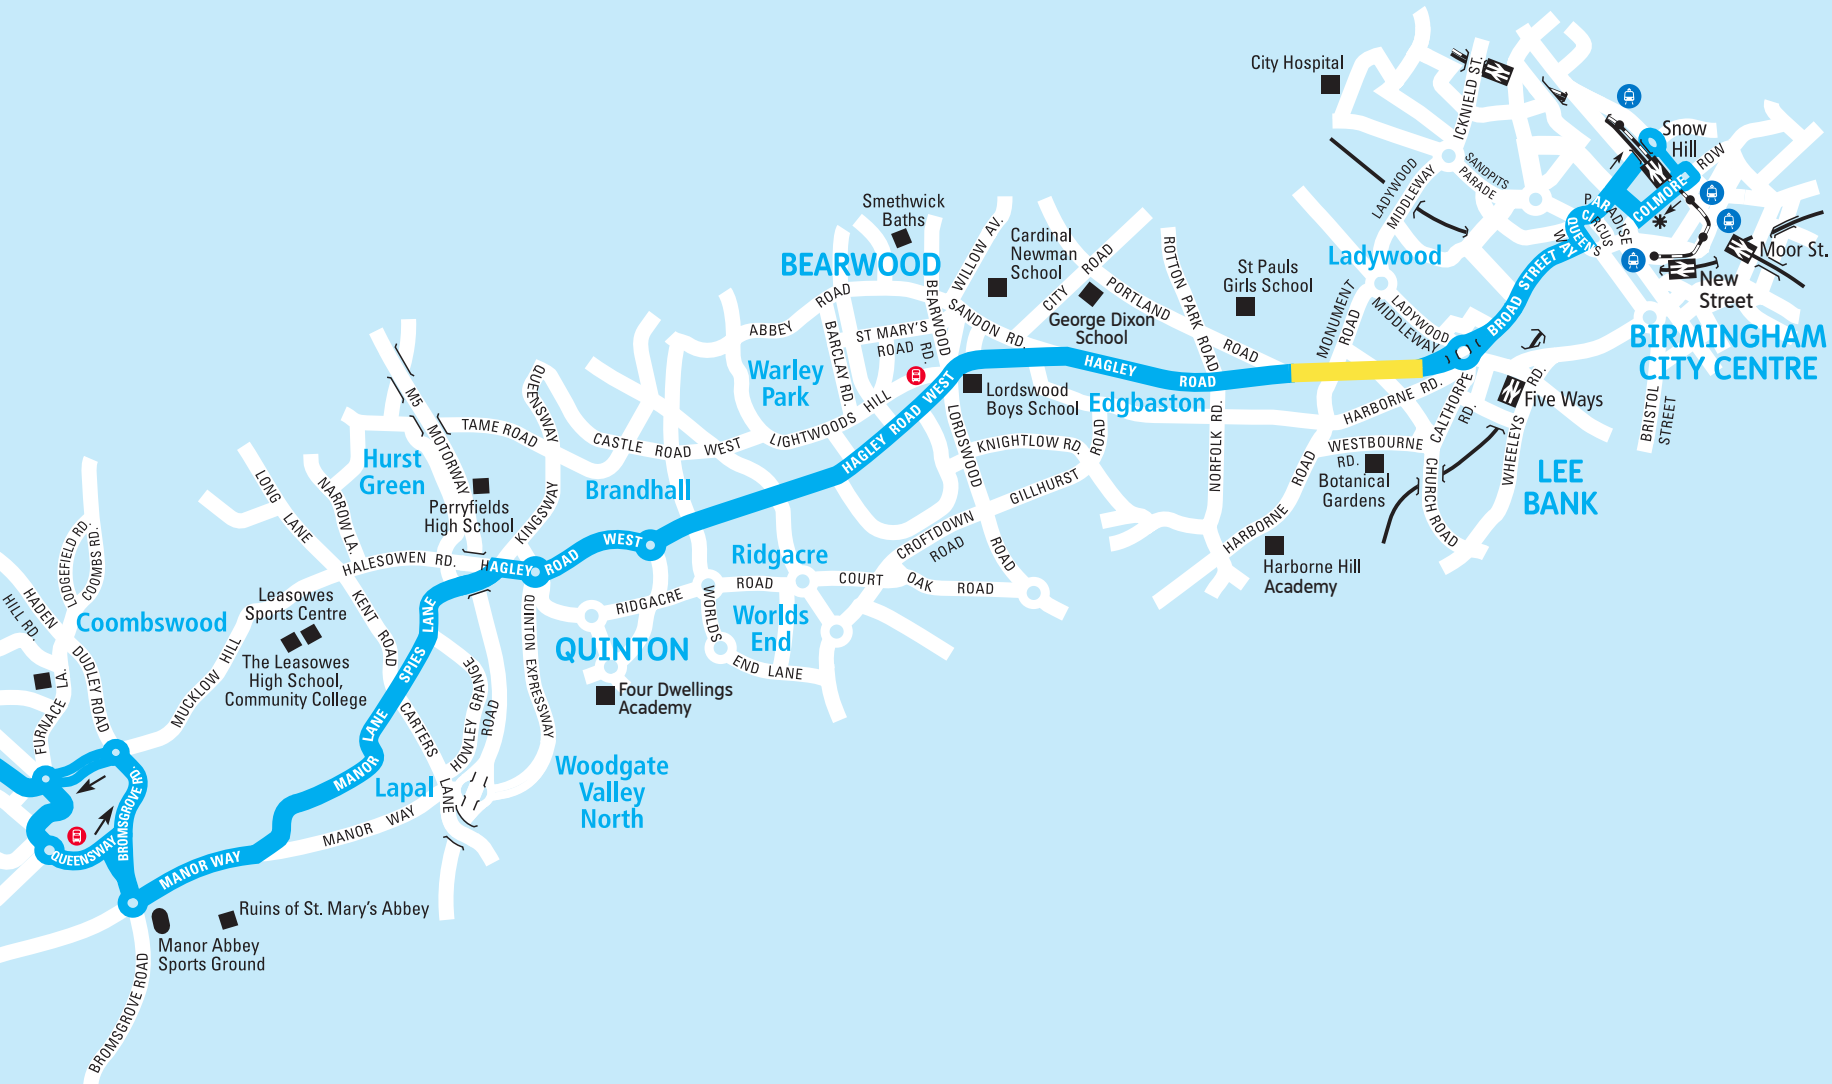 City Hospital
ICKNIELD ST.
Snow
Hill
ROW
COLMORE
PARADISE
CIRCUS
QUEENS
WAY
LADYWOOD
MIDDLEWAY
SANDPITS
PARADE
Moor St.
New
Street
BIRMINGHAM
CITY CENTRE
BROAD STREET
Ladywood
LADYWOOD
MIDDLEWAY
MONUMENT
ROAD
St Pauls
Girls School
Smethwick
Baths
BEARWOOD
WILLOW AV.
Cardinal
Newman
School
CITY ROAD
George Dixon
School
PORTLAND
ROAD
ROTTON PARK ROAD
SANDON RD.
BEARWOOD
RD.
ST MARY'S
ROAD
ABBEY
ROAD
BARCLAY RD.
Warley
Park
LIGHTWOODS HILL
HAGLEY ROAD WEST
Lordswood
Boys School
HAGLEY
ROAD
Edgbaston
LORDSWOOD
ROAD
KNIGHTLOW RD.
ROAD
GILLHURST
NORFOLK RD.
HARBORNE RD.
HARBORNE
ROAD
WESTBOURNE
RD.
Botanical
Gardens
CALTHORPE
RD.
CHURCH ROAD
WHEELEYS
RD.
Five Ways
BRISTOL
STREET
LEE
BANK
Harborne Hill
Academy
CROFTDOWN
ROAD
COURT
OAK
ROAD
Ridgacre
RIDGACRE
ROAD
Worlds
End
WORLDS
END LANE
QUINTON
Four Dwellings
Academy
Brandhall
CASTLE ROAD WEST
TAME ROAD
QUEENSWAY
KINGSWAY
M5
MOTORWAY
Hurst
Green
Perryfields
High School
HAGLEY
ROAD
WEST
QUINTON EXPRESSWAY
LONG
LANE
NARROW LA.
HALESOWEN RD.
KENT
ROAD
Leasowes
Sports Centre
The Leasowes
High School,
Community College
Coombswood
LODGEFIELD RD.
COOMBS RD.
HADEN
HILL RD.
DUDLEY ROAD
FURNACE LA.
MUCKLOW HILL
SPIES
LANE
MANOR
LANE
CARTERS
LANE
HOWLEY GRANGE
ROAD
Lapal
Woodgate
Valley
North
MANOR WAY
MANOR WAY
QUEENSWAY
BROMSGROVE RD.
Ruins of St. Mary's Abbey
Manor Abbey
Sports Ground
BROMSGROVE ROAD